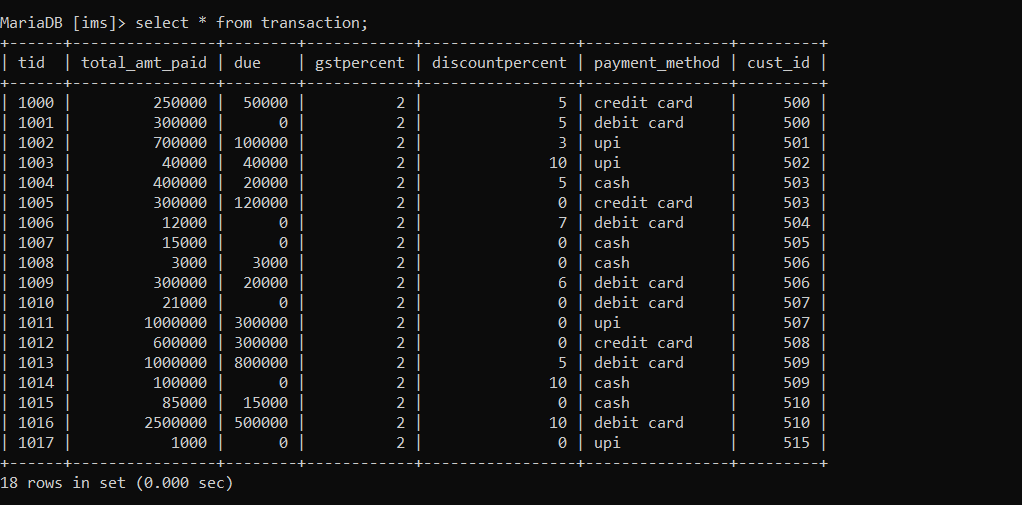 MariaDB [ims]> select * from transaction;
+------+----------------+--------+------------+-----------------+----------------+---------+
| tid  | total_amt_paid | due    | gstpercent | discountpercent | payment_method | cust_id |
+------+----------------+--------+------------+-----------------+----------------+---------+
| 1000 |         250000 |  50000 |          2 |               5 | credit card    |     500 |
| 1001 |         300000 |      0 |          2 |               5 | debit card     |     500 |
| 1002 |         700000 | 100000 |          2 |               3 | upi            |     501 |
| 1003 |          40000 |  40000 |          2 |              10 | upi            |     502 |
| 1004 |         400000 |  20000 |          2 |               5 | cash           |     503 |
| 1005 |         300000 | 120000 |          2 |               0 | credit card    |     503 |
| 1006 |          12000 |      0 |          2 |               7 | debit card     |     504 |
| 1007 |          15000 |      0 |          2 |               0 | cash           |     505 |
| 1008 |           3000 |   3000 |          2 |               0 | cash           |     506 |
| 1009 |         300000 |  20000 |          2 |               6 | debit card     |     506 |
| 1010 |          21000 |      0 |          2 |               0 | debit card     |     507 |
| 1011 |        1000000 | 300000 |          2 |               0 | upi            |     507 |
| 1012 |         600000 | 300000 |          2 |               0 | credit card    |     508 |
| 1013 |        1000000 | 800000 |          2 |               5 | debit card     |     509 |
| 1014 |         100000 |      0 |          2 |              10 | cash           |     509 |
| 1015 |          85000 |  15000 |          2 |               0 | cash           |     510 |
| 1016 |        2500000 | 500000 |          2 |              10 | debit card     |     510 |
| 1017 |           1000 |      0 |          2 |               0 | upi            |     515 |
+------+----------------+--------+------------+-----------------+----------------+---------+
18 rows in set (0.000 sec)